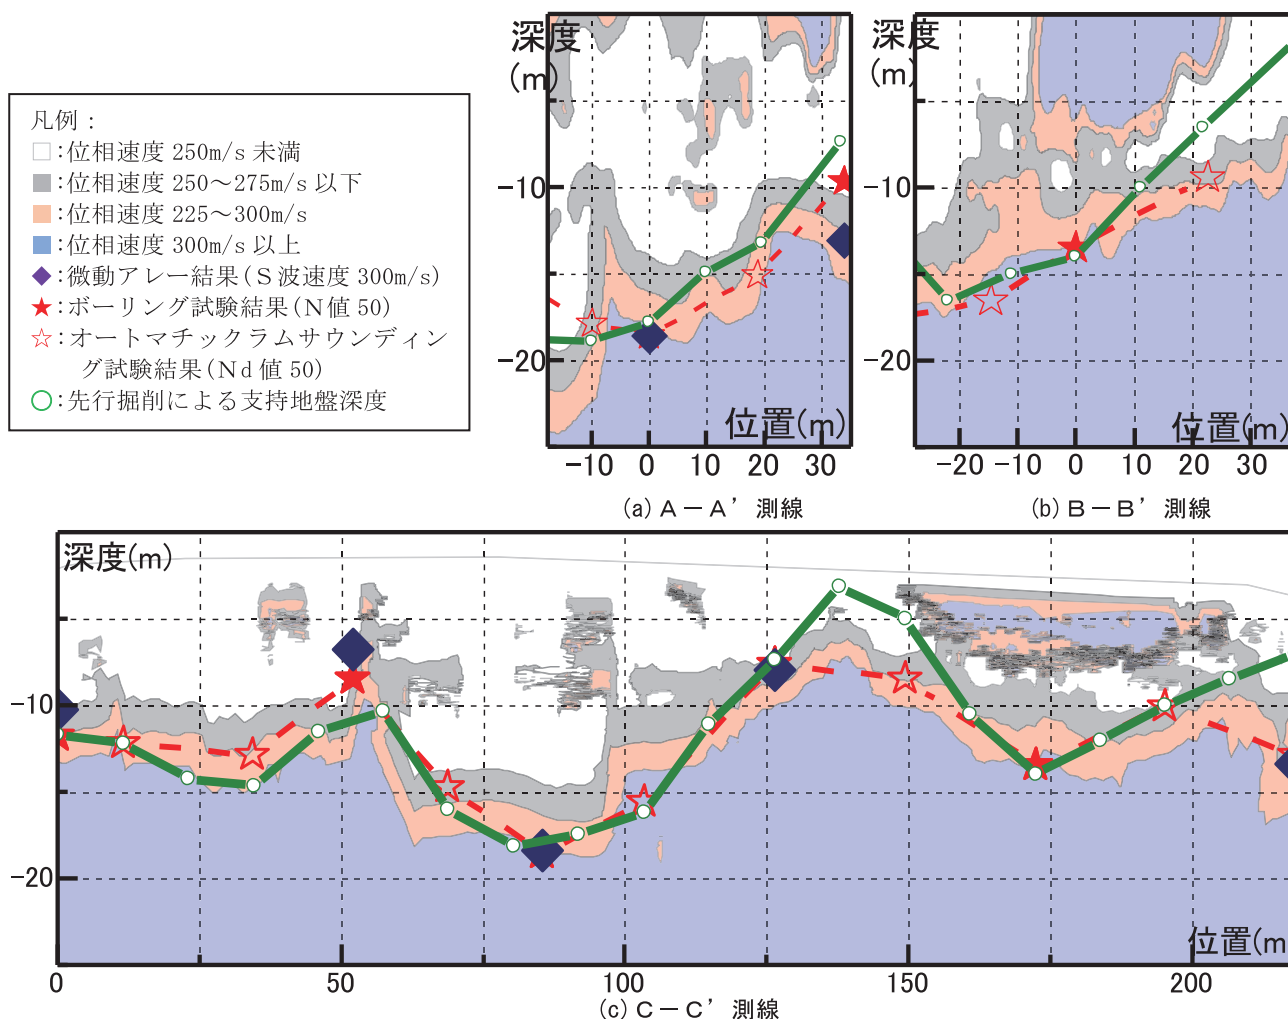 凡例：
□：位相速度 250m/s 未満
■：位相速度 250～275m/s 以下
■：位相速度 225～300m/s
■：位相速度 300m/s 以上
◆：微動アレー結果(Ｓ波速度 300m/s)
★：ボーリング試験結果(Ｎ値 50)
☆：オートマチックラムサウンディン
グ試験結果(Ｎｄ値 50)
○：先行掘削による支持地盤深度
深度
(m)
-10
-20
位置(m)
-10 0 10 20 30
(a) Ａ－Ａ’ 測線
深度
(m)
-10
-20
位置(m)
-20 -10 0 10 20 30
(b) Ｂ－Ｂ’ 測線
深度(m)
-10
-20
位置(m
0 50 100 150 200
(c) Ｃ－Ｃ’ 測線